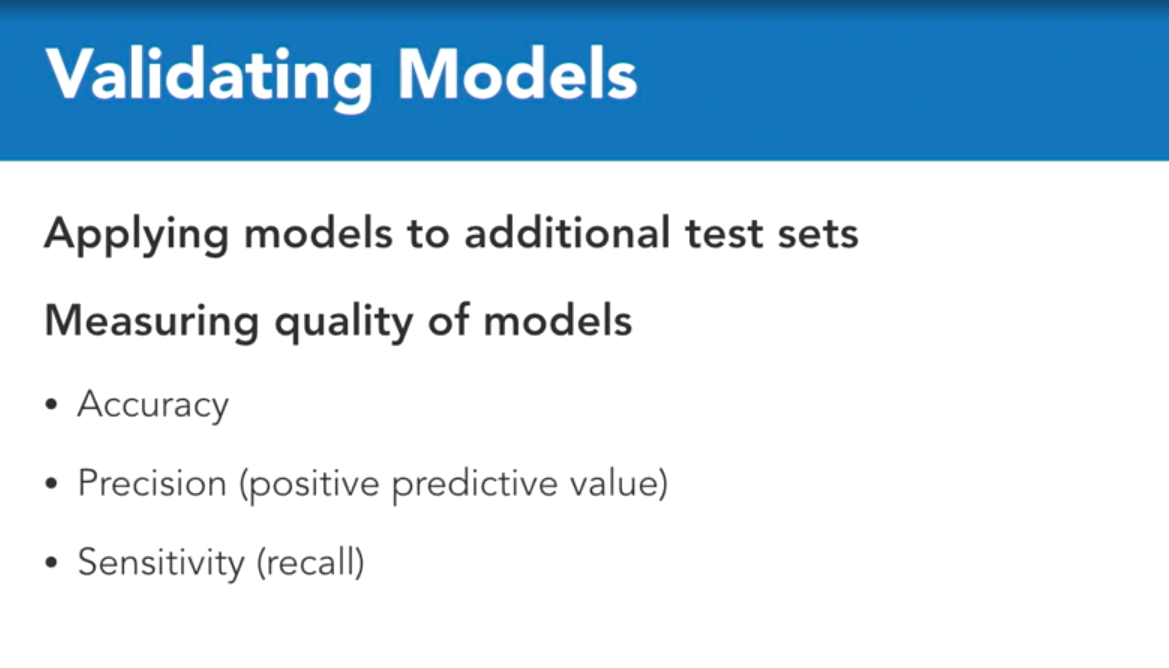 Validating Models
Applying models to additional test sets
Measuring quality of models
• Accuracy
• Precision (positive predictive value)
• Sensitivity (recall)